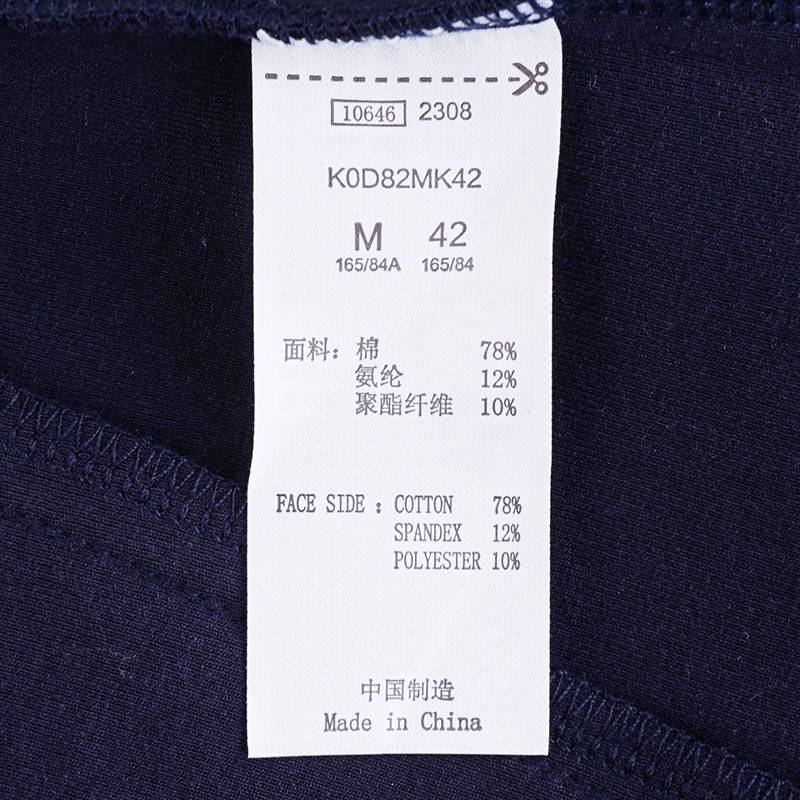 10646 2308
K0D82MK42
M 42
165/84A 165/84
面料：棉 78%
氨纶 12%
聚酯纤维 10%
FACE SIDE : COTTON 78%
SPANDEX 12%
POLYESTER 10%
中国制造
Made in China